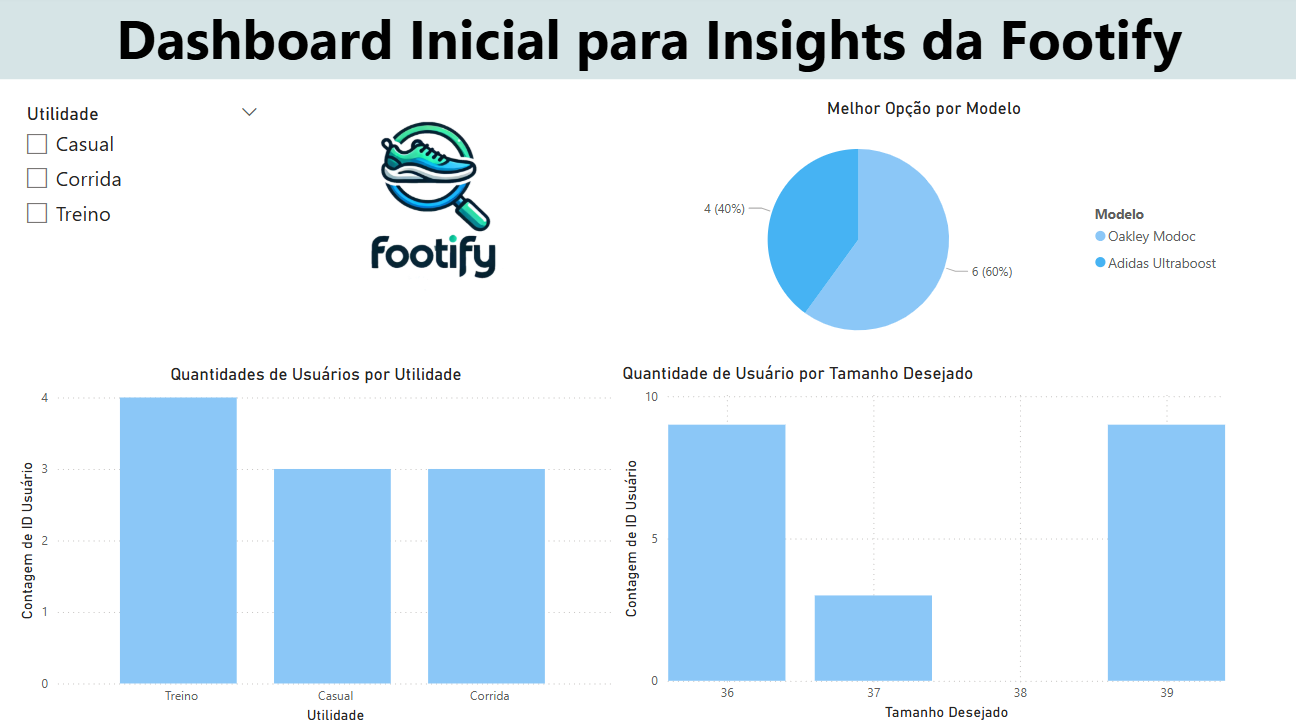 Dashboard Inicial para Insights da Footify
Utilidade
Casual
Corrida
Treino
footify
Melhor Opção por Modelo
4 (40%)
6 (60%)
Modelo
Oakley Modoc
Adidas Ultraboost
Quantidades de Usuários por Utilidade
Contagem de ID Usuário
4
3
2
1
0
Treino Casual Corrida
Utilidade
Quantidade de Usuário por Tamanho Desejado
Contagem de ID Usuário
10
5
0
36 37 38 39
Tamanho Desejado